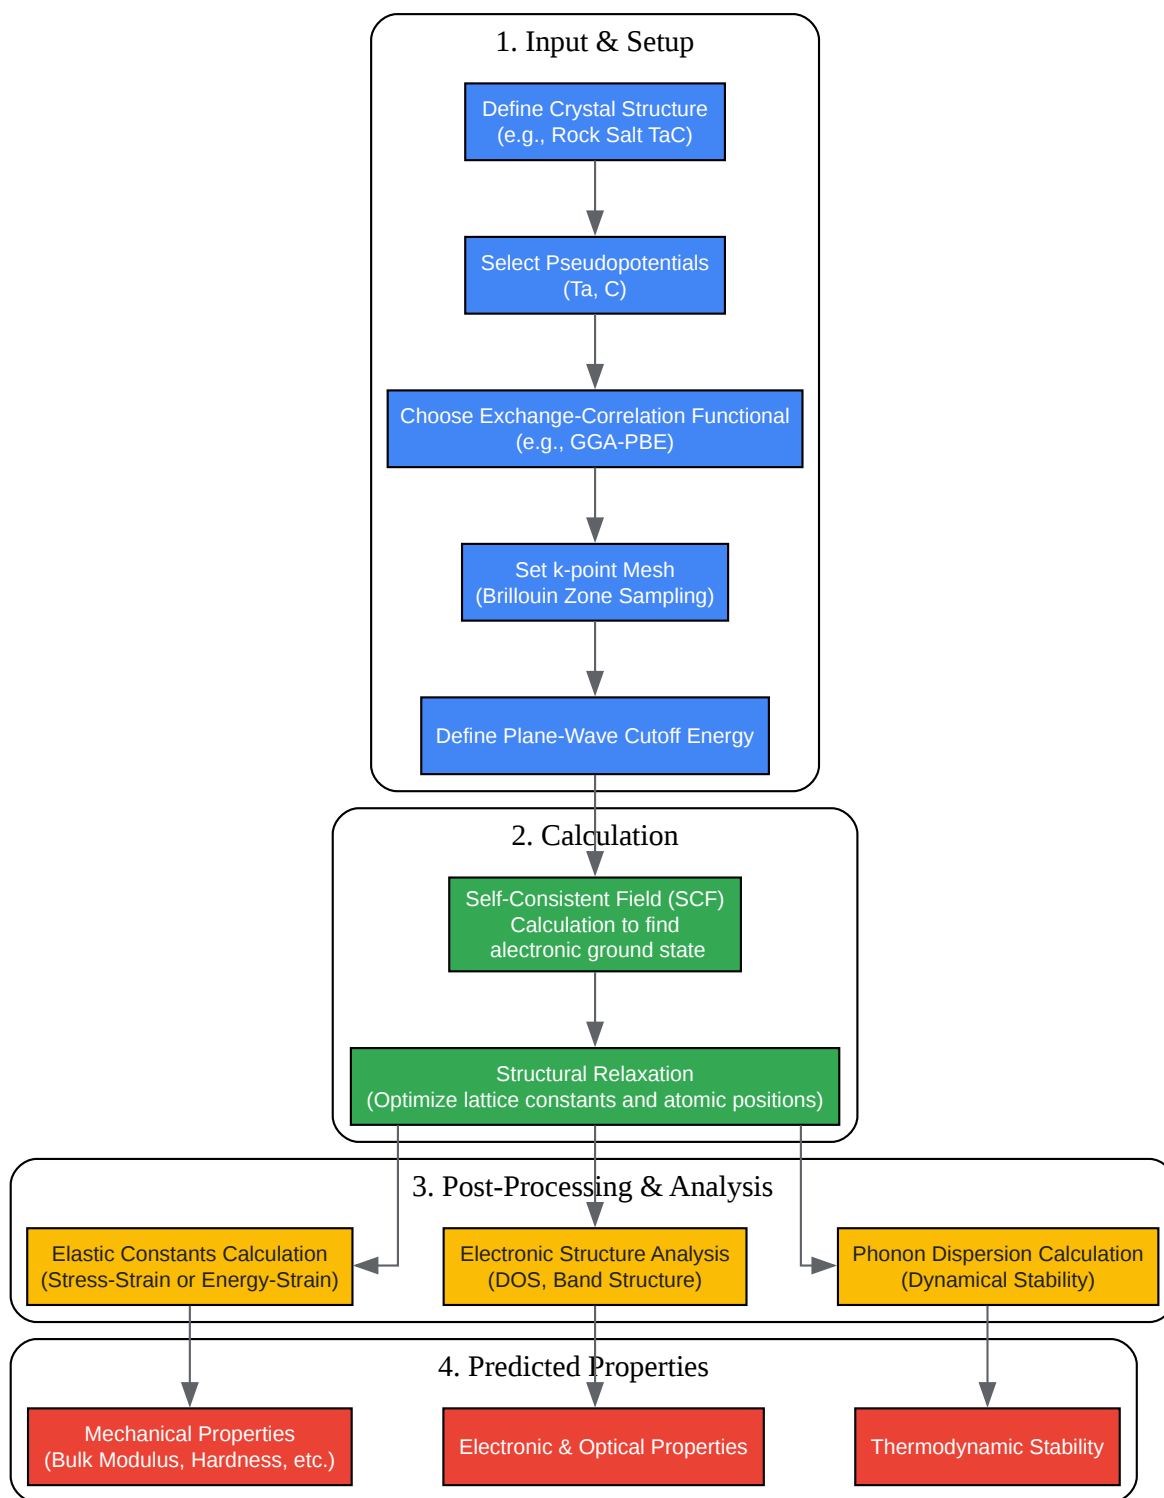 1. Input & Setup
Define Crystal Structure
(e.g., Rock Salt TaC)
Select Pseudopotentials
(Ta, C)
Choose Exchange-Correlation Functional
(e.g., GGA-PBE)
Set k-point Mesh
(Brillouin Zone Sampling)
Define Plane-Wave Cutoff Energy
2. Calculation
Self-Consistent Field (SCF)
Calculation to find
alectronic ground state
Structural Relaxation
(Optimize lattice constants and atomic positions)
3. Post-Processing & Analysis
Elastic Constants Calculation
(Stress-Strain or Energy-Strain)
Electronic Structure Analysis
(DOS, Band Structure)
Phonon Dispersion Calculation
(Dynamical Stability)
4. Predicted Properties
Mechanical Properties
(Bulk Modulus, Hardness, etc.)
Electronic & Optical Properties
Thermodynamic Stability